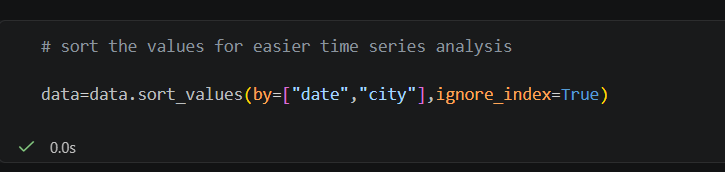 # sort the values for easier time series analysis
data=data.sort_values(by=["date","city"],ignore_index=True)
0.0s